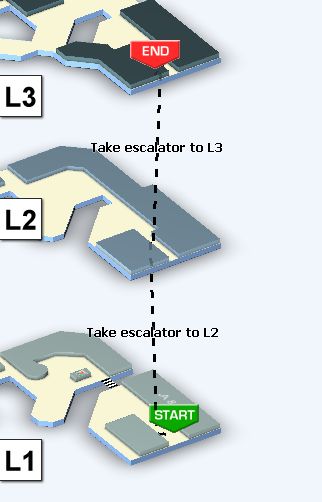 END
L3
Take escalator to L3
L2
Take escalator to L2
START
L1